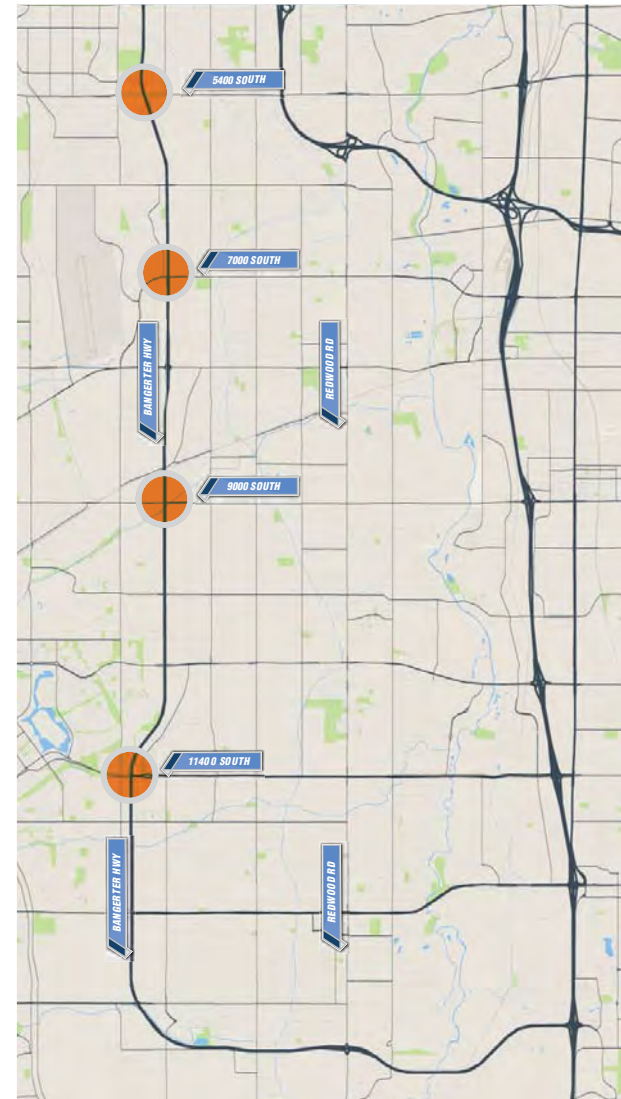 5400 SOUTH
7000 SOUTH
BANGERTER HWY
REDWOOD RD
9000 SOUTH
11400 SOUTH
BANGERTER HWY
REDWOOD RD